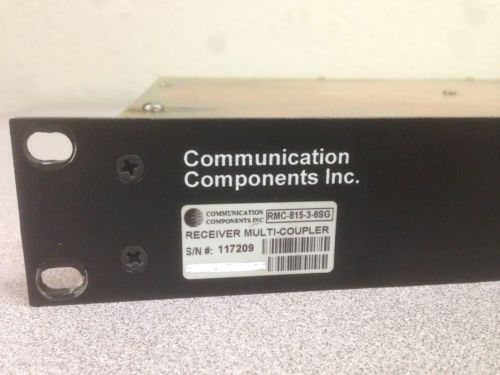 Communication
Components Inc.
COMMUNICATION
COMPONENTS INC
RMC-815-3-6SG
RECEIVER MULTI-COUPLER
S/N #: 117209